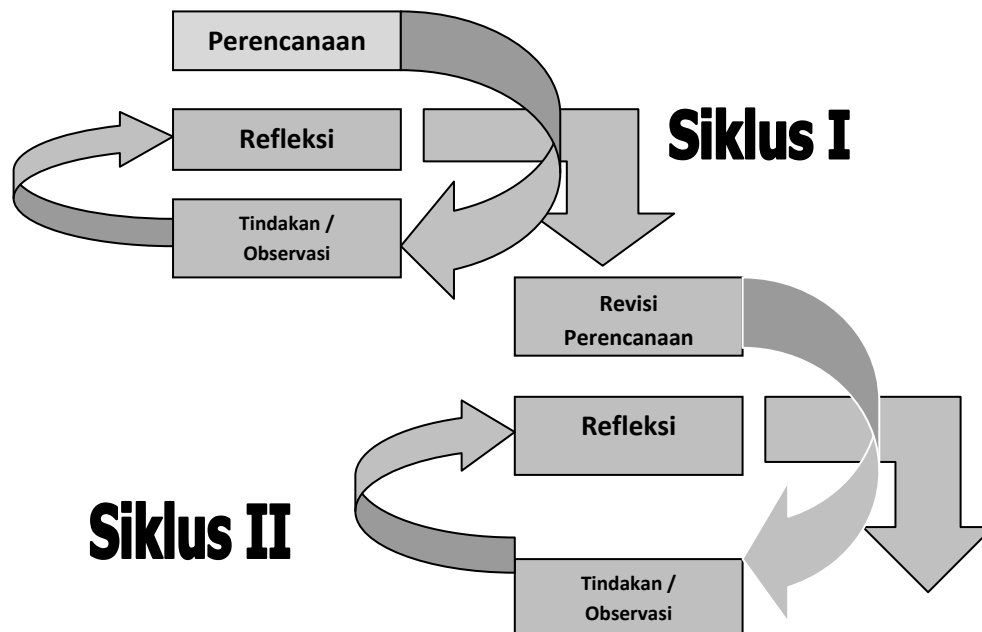 Perencanaan
Refleksi
Siklus I
Tindakan /
Observasi
Revisi
Perencanaan
Refleksi
Siklus II
Tindakan /
Observasi